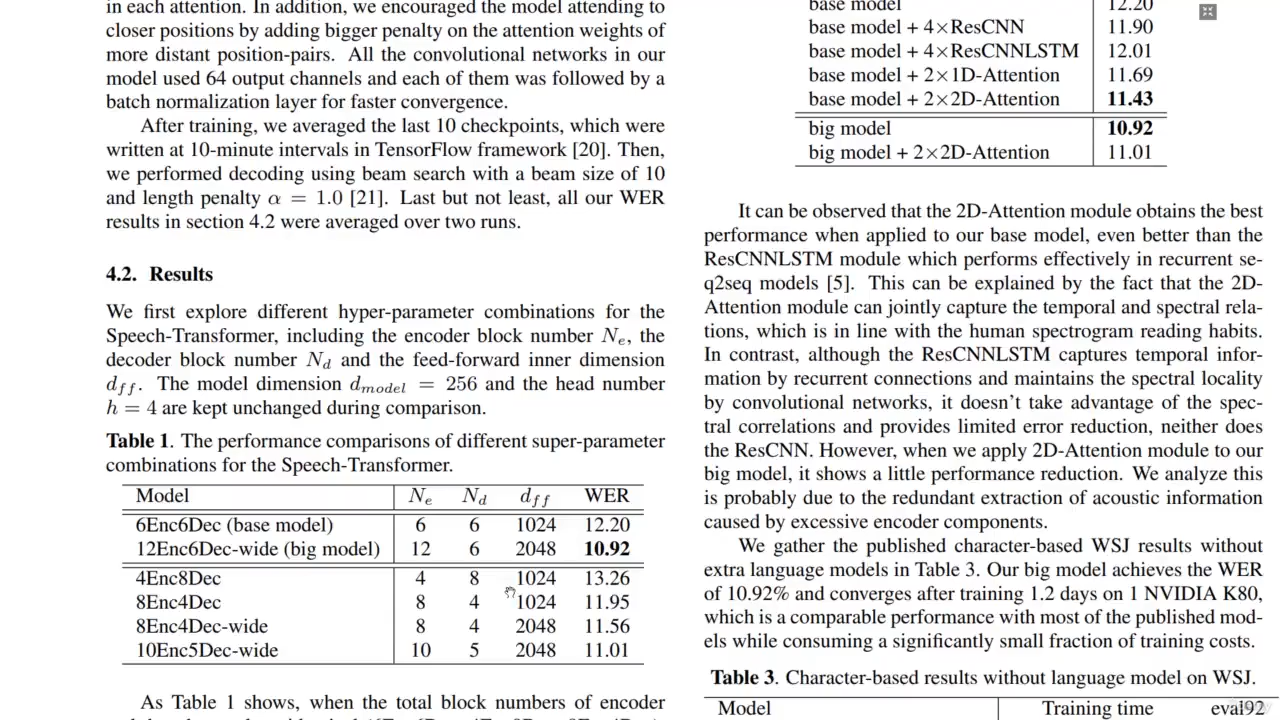 in each attention. In addition, we encouraged the model attending to
closer positions by adding bigger penalty on the attention weights of
more distant position-pairs. All the convolutional networks in our
model used 64 output channels and each of them was followed by a
batch normalization layer for faster convergence.
After training, we averaged the last 10 checkpoints, which were
written at 10-minute intervals in TensorFlow framework [20]. Then,
we performed decoding using beam search with a beam size of 10
and length penalty α = 1.0 [21]. Last but not least, all our WER
results in section 4.2 were averaged over two runs.
4.2. Results
We first explore different hyper-parameter combinations for the
Speech-Transformer, including the encoder block number Ne, the
decoder block number Nd and the feed-forward inner dimension
dff. The model dimension dmodel = 256 and the head number
h = 4 are kept unchanged during comparison.
Table 1. The performance comparisons of different super-parameter
combinations for the Speech-Transformer.
Model Ne Nd dff WER
6Enc6Dec (base model) 6 6 1024 12.20
12Enc6Dec-wide (big model) 12 6 2048 10.92
4Enc8Dec 4 8 1024 13.26
8Enc4Dec 8 4 1024 11.95
8Enc4Dec-wide 8 4 2048 11.56
10Enc5Dec-wide 10 5 2048 11.01
As Table 1 shows, when the total block numbers of encoder
base model 12.20
base model + 4×ResCNN 11.90
base model + 4×ResCNNLSTM 12.01
base model + 2×1D-Attention 11.69
base model + 2×2D-Attention 11.43
big model 10.92
big model + 2×2D-Attention 11.01
It can be observed that the 2D-Attention module obtains the best
performance when applied to our base model, even better than the
ResCNNLSTM module which performs effectively in recurrent se-
q2seq models [5]. This can be explained by the fact that the 2D-
Attention module can jointly capture the temporal and spectral rela-
tions, which is in line with the human spectrogram reading habits.
In contrast, although the ResCNNLSTM captures temporal infor-
mation by recurrent connections and maintains the spectral locality
by convolutional networks, it doesn't take advantage of the spec-
tral correlations and provides limited error reduction, neither does
the ResCNN. However, when we apply 2D-Attention module to our
big model, it shows a little performance reduction. We analyze this
is probably due to the redundant extraction of acoustic information
caused by excessive encoder components.
We gather the published character-based WSJ results without
extra language models in Table 3. Our big model achieves the WER
of 10.92% and converges after training 1.2 days on 1 NVIDIA K80,
which is a comparable performance with most of the published mod-
els while consuming a significantly small fraction of training costs.
Table 3. Character-based results without language model on WSJ.
Model Training time eval92